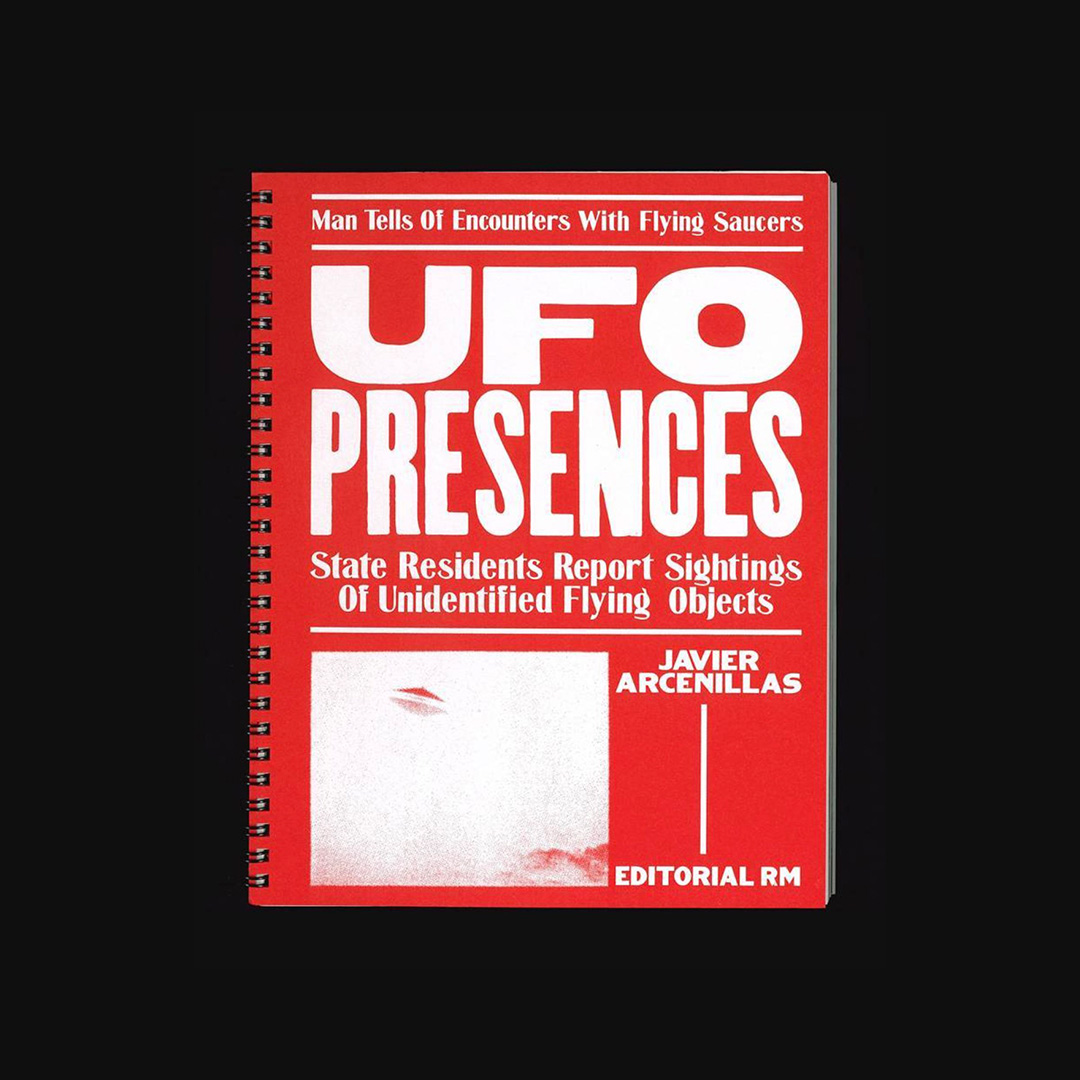 Man Tells Of Encounters With Flying Saucers
UFO
PRESENCES
State Residents Report Sightings
Of Unidentified Flying Objects
JAVIER
ARCENILLAS
EDITORIAL RM